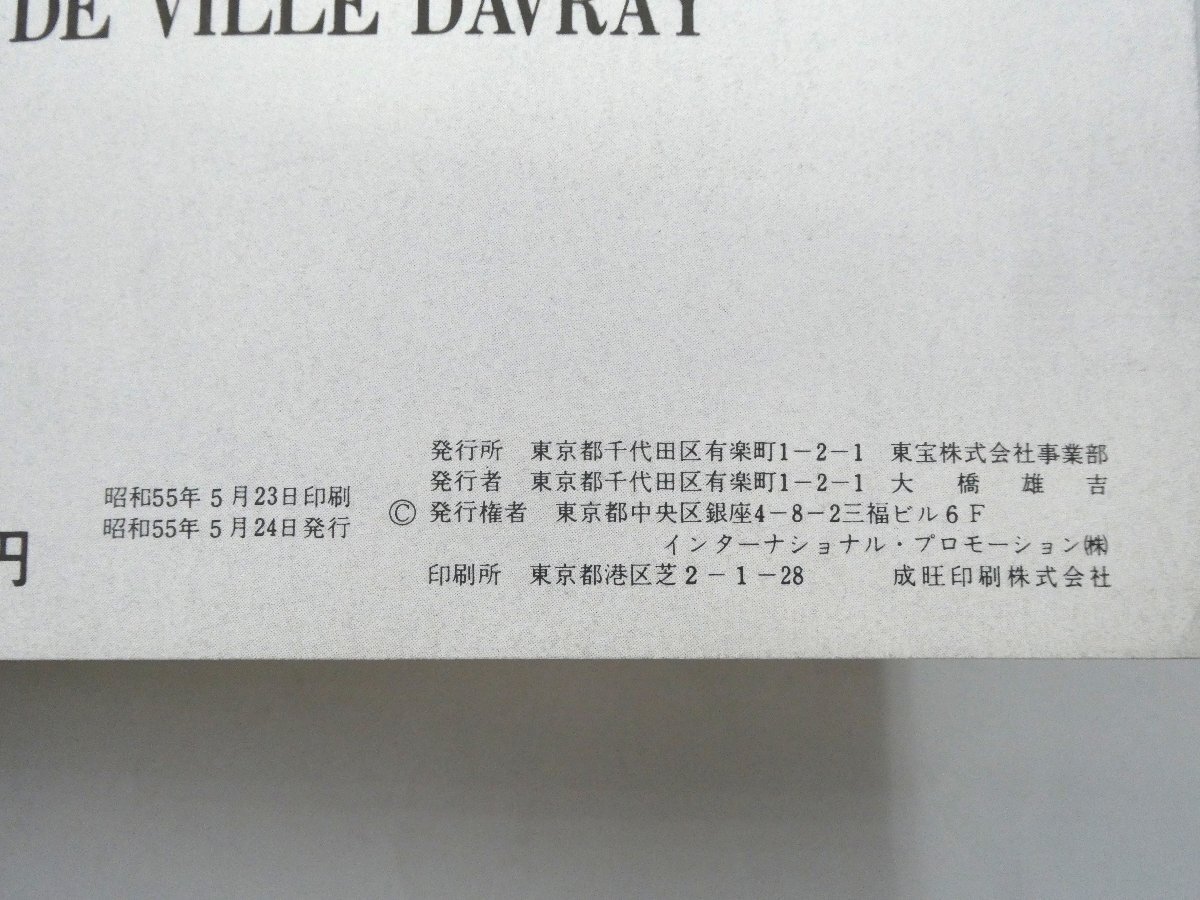 DE VILLE DAVRAY
発行所 東京都千代田区有楽町1-2-1 東宝株式会社事業部
発行者 東京都千代田区有楽町1-2-1 大橋雄吉
昭和55年5月23日印刷
昭和55年5月24日発行
Ⓒ発行権者 東京都中央区銀座4-8-2三福ビル6F
インターナショナル・プロモーション㈱
円
印刷所 東京都港区芝2-1-28 成旺印刷株式会社